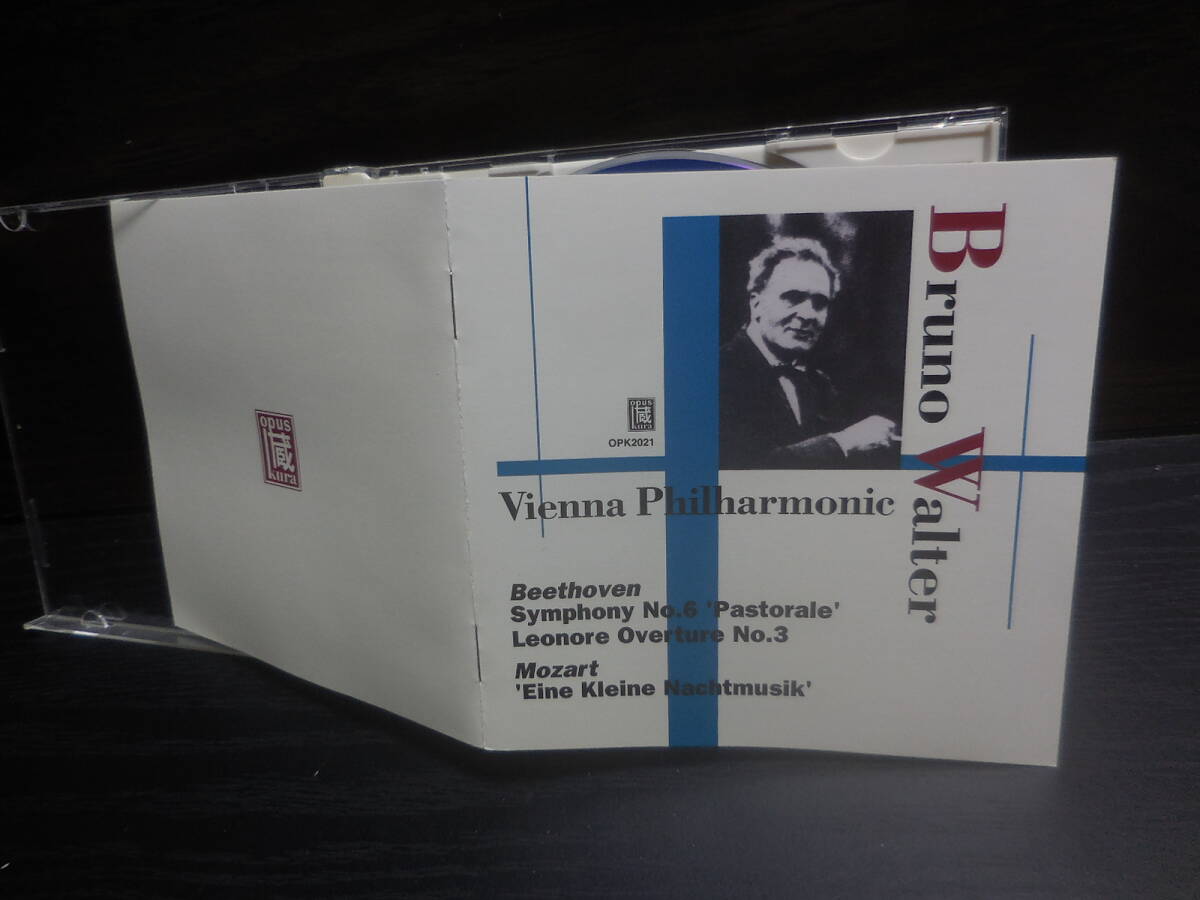 opus
蔵
kura
opus
蔵
kura
OPK2021
Bruno Walter
Vienna Philharmonic
Beethoven
Symphony No.6 'Pastorale'
Leonore Overture No.3
Mozart
'Eine Kleine Nachtmusik'